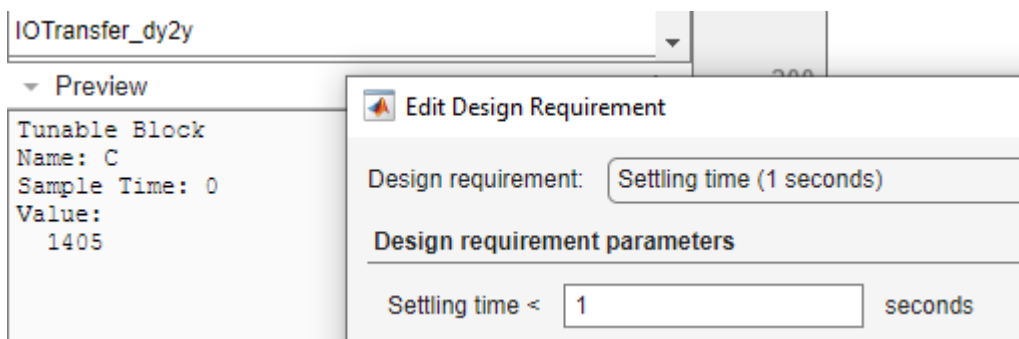 IOTransfer_dy2y
Preview
Tunable Block
Name: C
Sample Time: 0
Value:
1405
Edit Design Requirement
Design requirement: Settling time (1 seconds)
Design requirement parameters
Settling time < 1 seconds